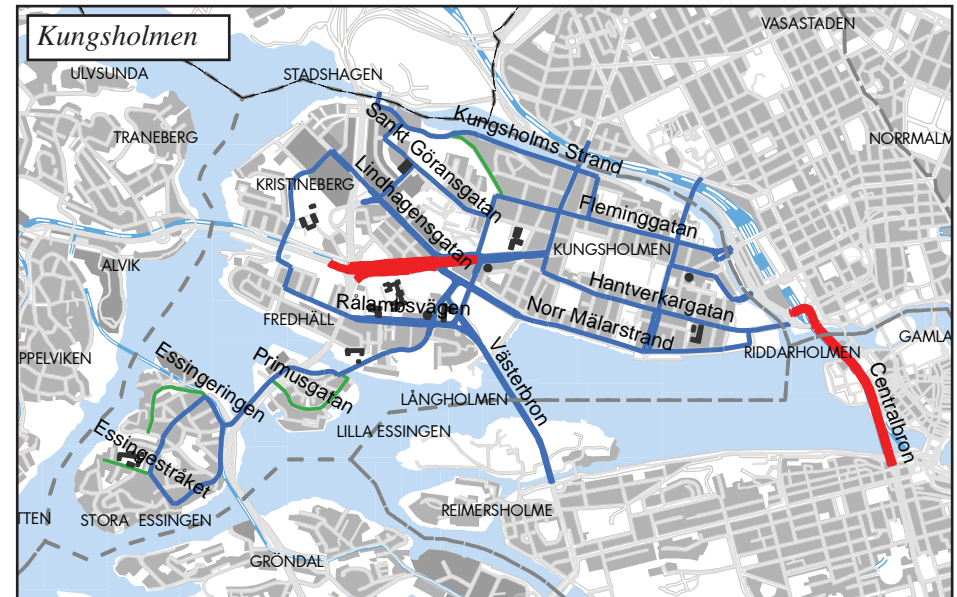 Kungsholmen
VASASTADEN
ULVSUNDA
STADSHAGEN
TRANEBERG
Sankt Göransgatan
Kungsholms Strand
NORRMALM
KRISTINEBERG
Lindhagensgatan
Fleminggatan
KUNGSHOLMEN
ALVIK
Hantverkargatan
Rålambsvägen
Norr Mälarstrand
FREDHÄLL
GAMLA
PPELVIKEN
Essingeringen
Primusgatan
Västerbron
RIDDARHOLMEN
Centralbron
LÅNGHOLMEN
LILLA ESSINGEN
Essingestråket
REIMERSHOLME
TTEN
STORA ESSINGEN
GRÖNDAL